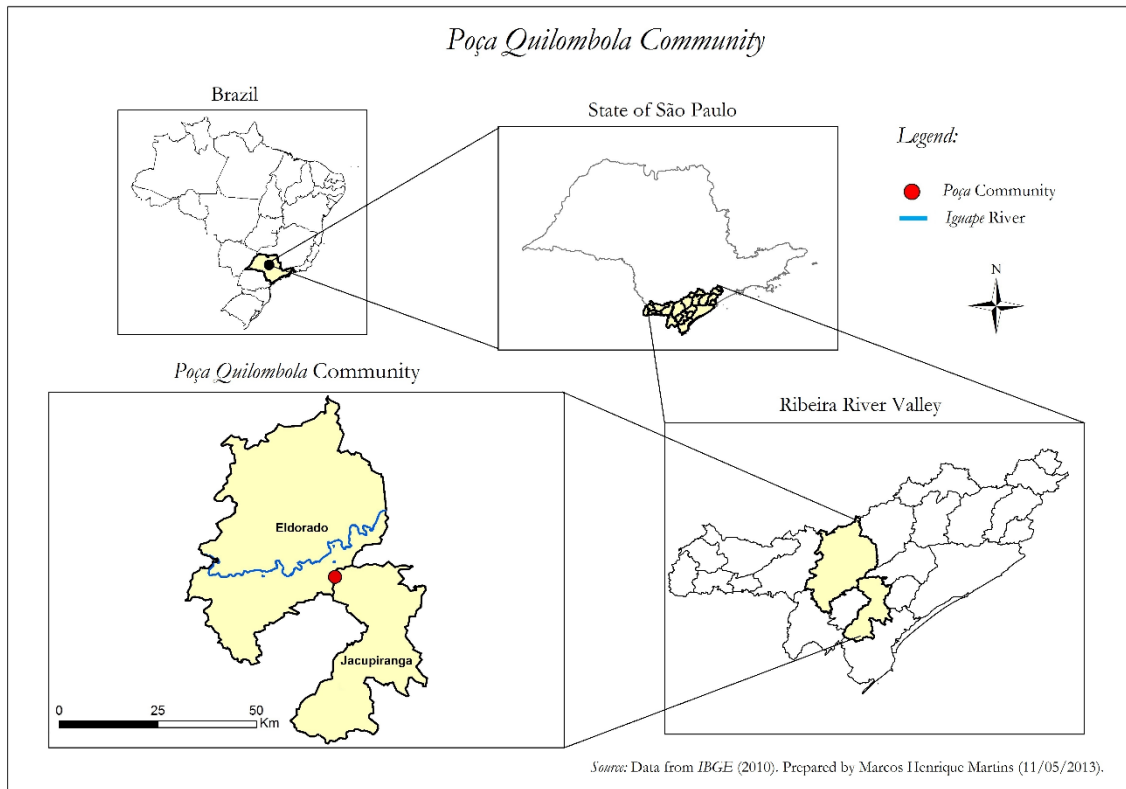 Poça Quilombola Community
Brazil
State of São Paulo
Legend:
Poça Community
Iguape River
N
Poça Quilombola Community
Ribeira River Valley
Eldorado
Jacupiranga
0 25 50
Km
Source: Data from IBGE (2010). Prepared by Marcos Henrique Martins (11/05/2013).